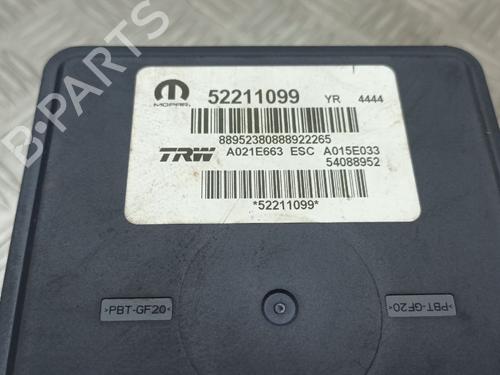 MOPAR
52211099 YR 4444
88952380888922265
TRW A021E663 ESC A015E033
54088952
*52211099*
>PBT-GF20<
>PBT-GF20<
B-Parts